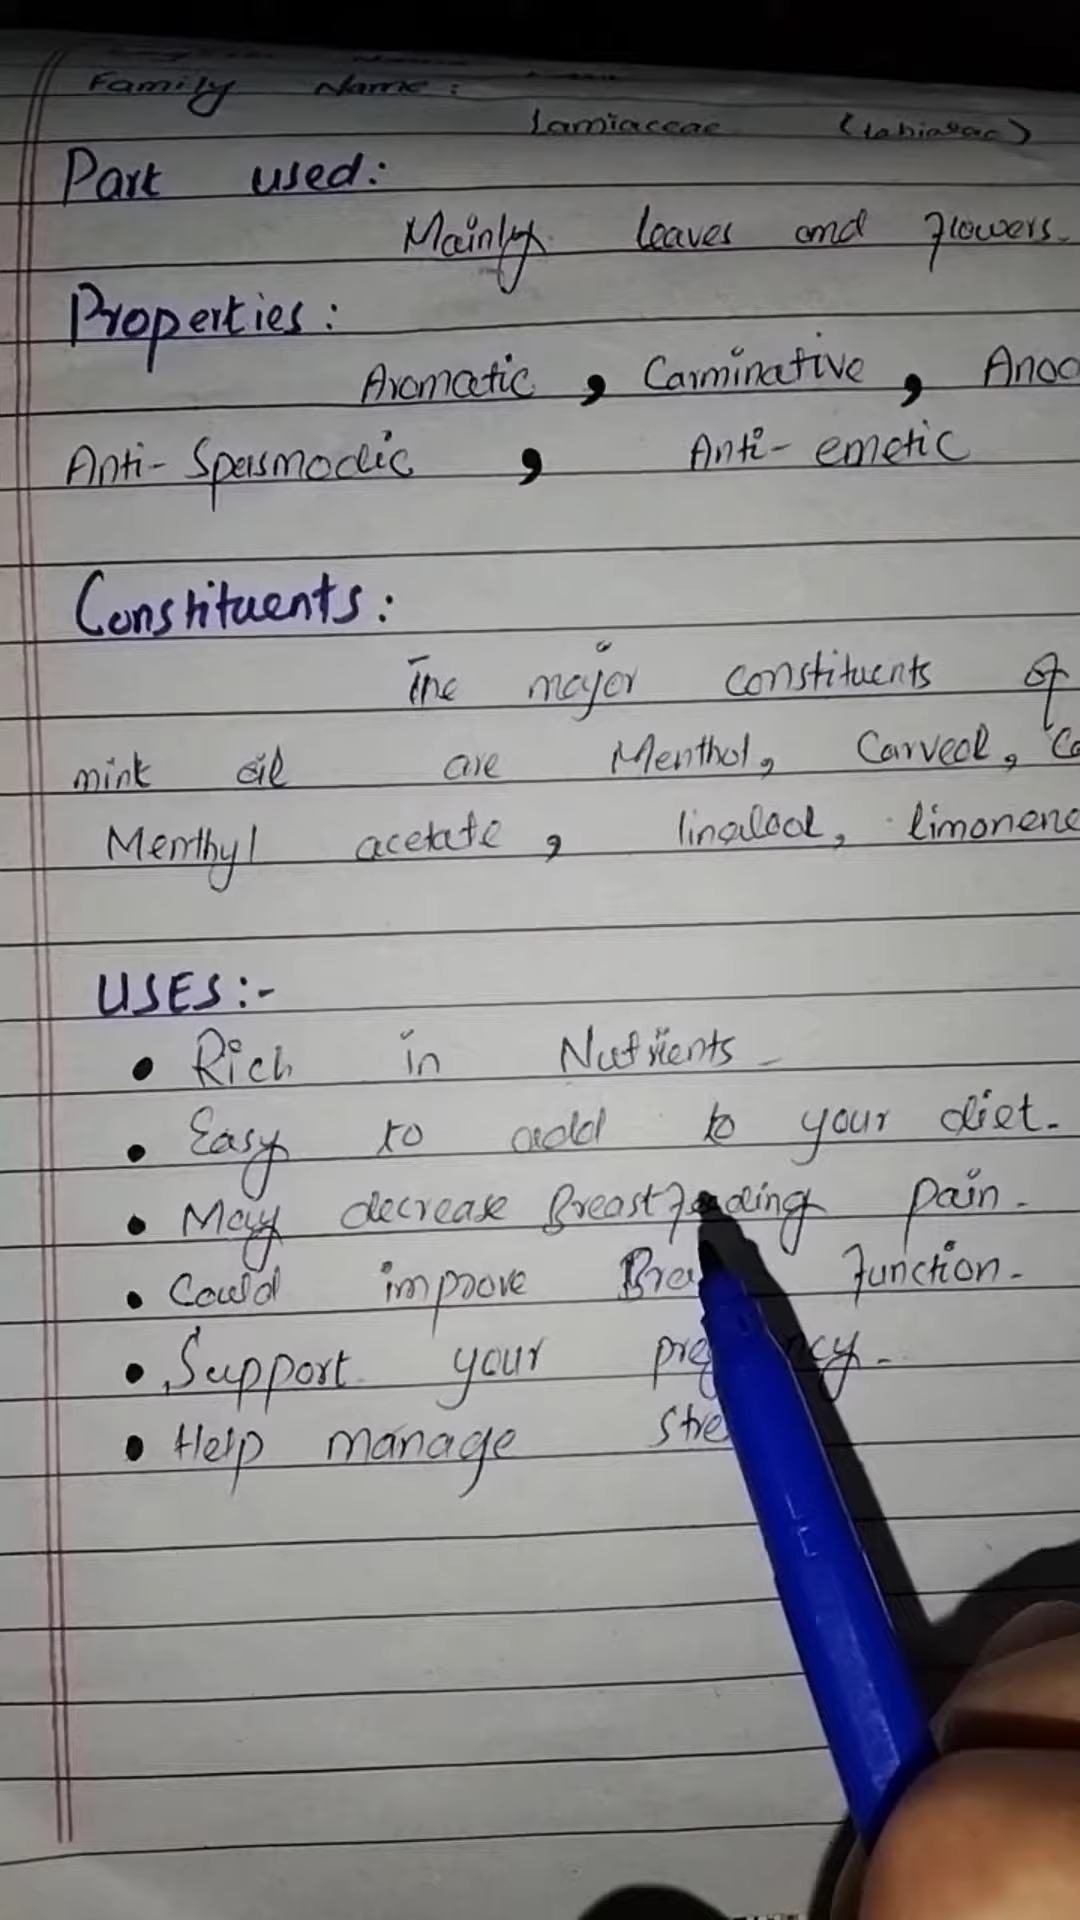 Family Name:
Lamiaceae (Labiatae)
Part used:
Mainly leaves and flowers.
Properties:
Aromatic, Carminative,
Anti-Spasmodic, Anti-emetic
Constituents:
The major constituents of
mint oil are Menthol, Carveol,
Menthyl acetate, linalool, limonene
USES:-
• Rich in Nutrients-
• Easy to add to your diet.
• May decrease Breastfeeding pain.
• Could improve function.
• Support your
• Help manage